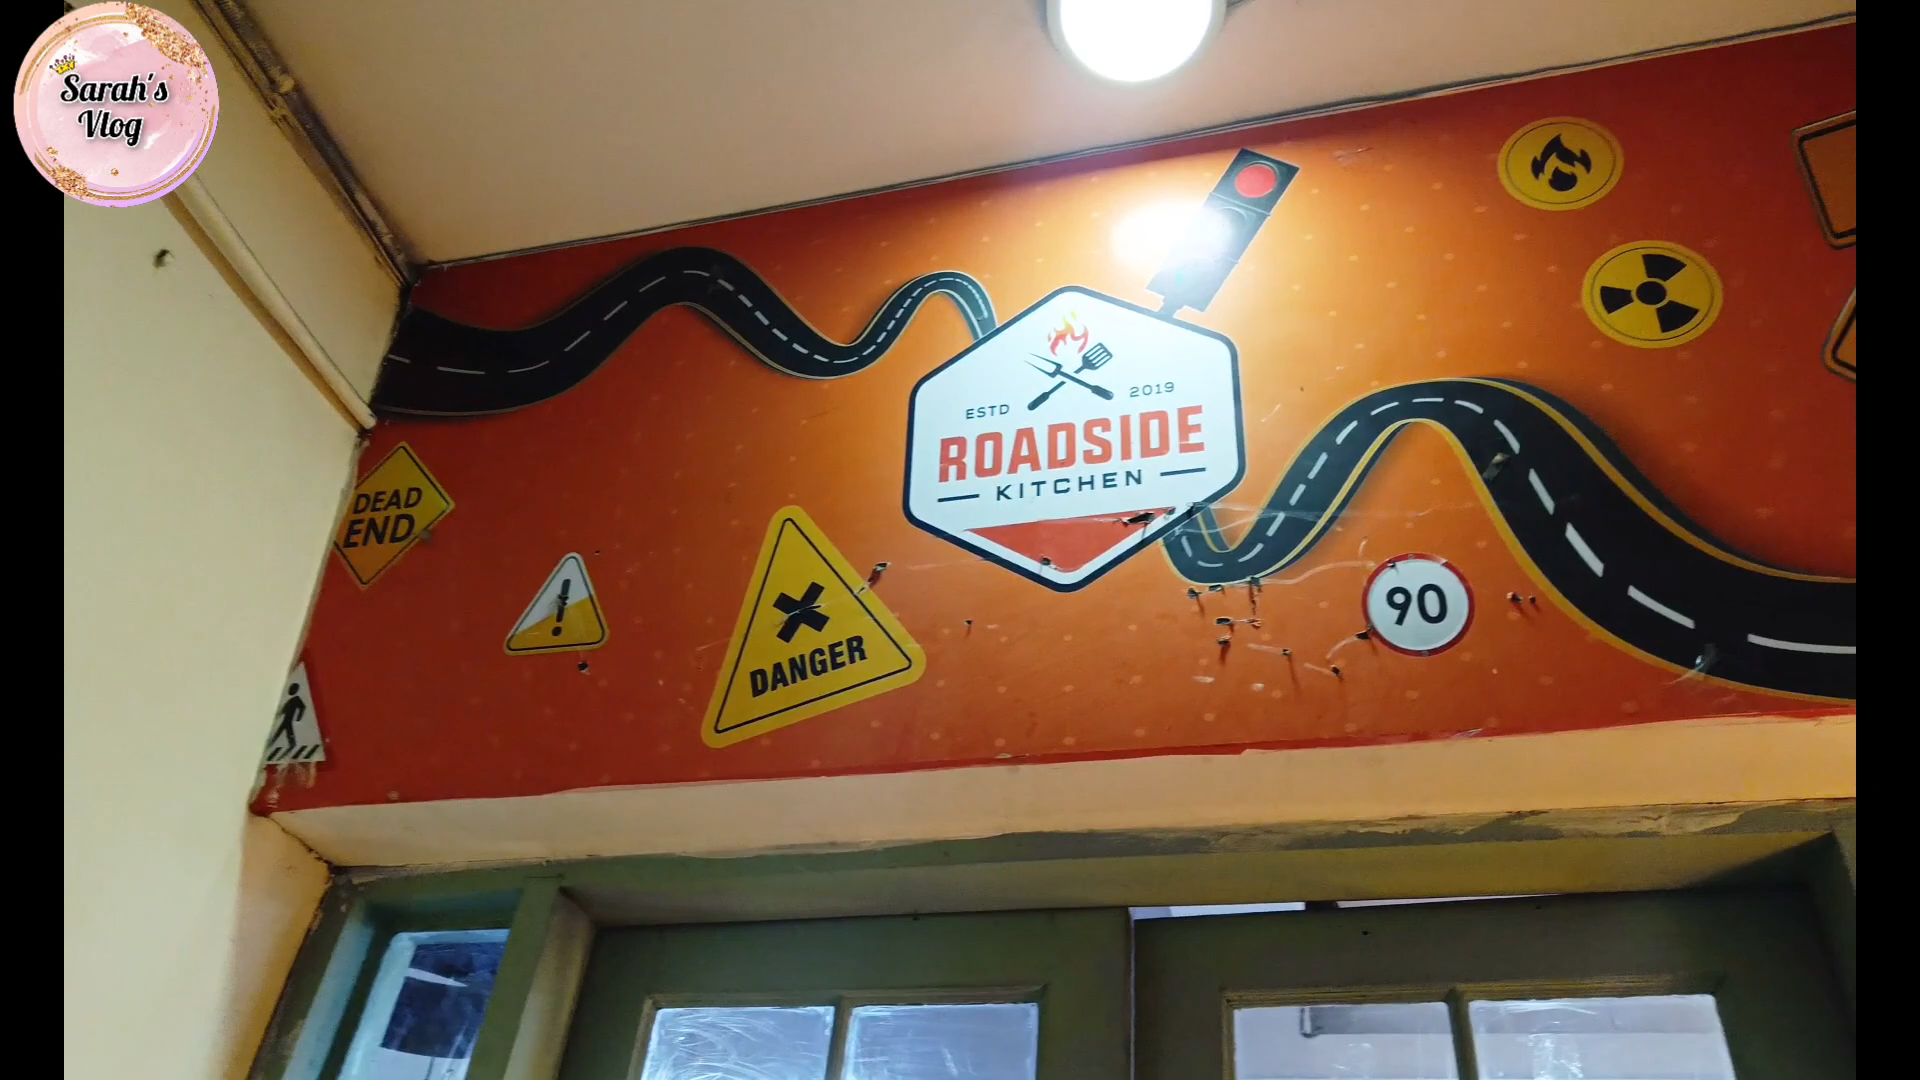 Sarah's
Vlog
ESTD 2019
ROADSIDE
KITCHEN
DEAD
END
!
DANGER
90